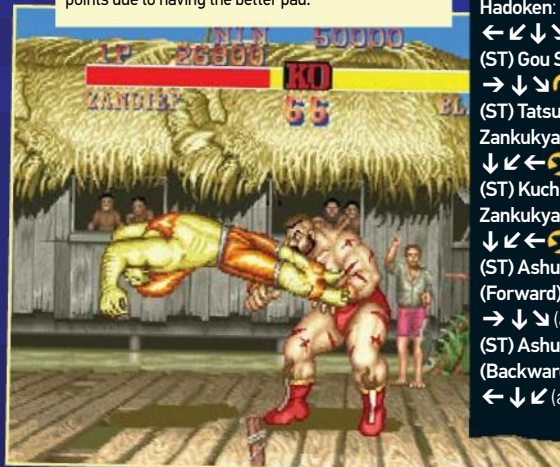 points due to having the better pad.
NIN 50000
1P 26800
KO
ZANGIEF
66
BL
Hadoken:
← ↙ ↓ ↘
(ST) Gou S
→ ↓ ↘
(ST) Tatsu
Zankukya
↓ ↙ ←
(ST) Kuch
Zankukya
↓ ↙ ←
(ST) Ashu
(Forward)
→ ↓ ↘ (a
(ST) Ashu
(Backwar
← ↓ ↙ (a